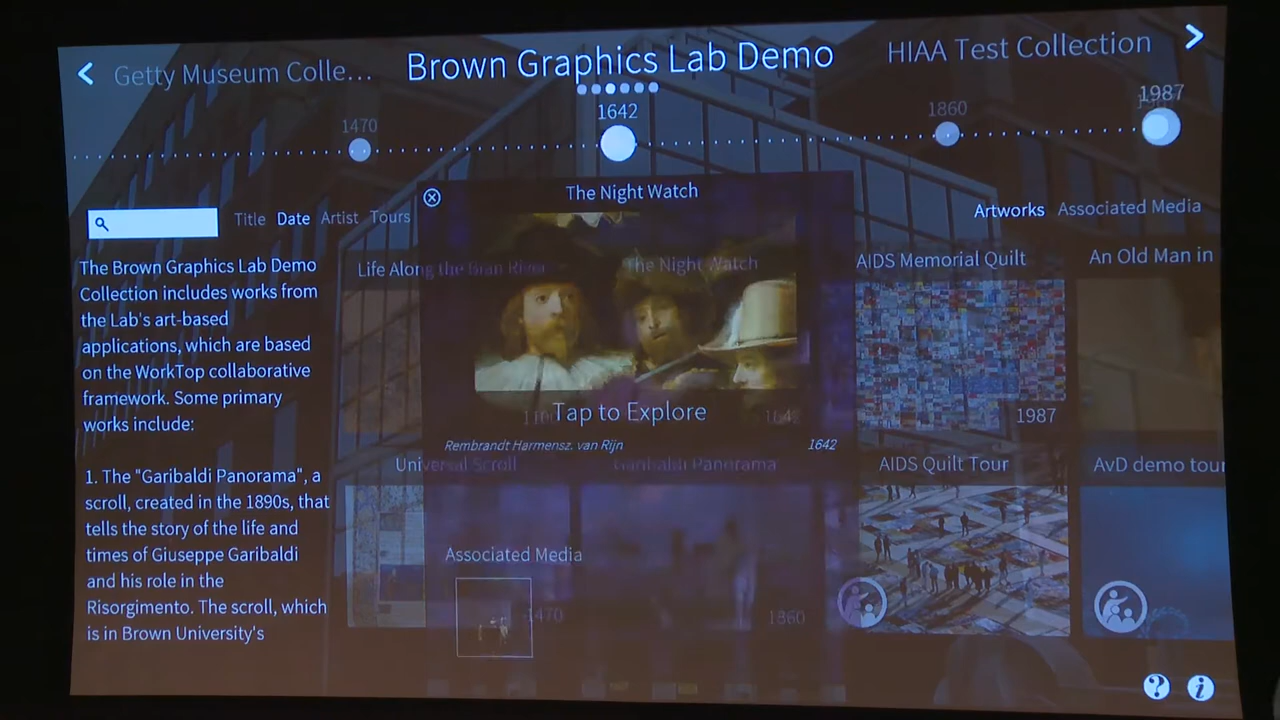 Getty Museum Colle...
Brown Graphics Lab Demo
HIAA Test Collection
1470
1642
1860
1987
Title Date Artist Tours
Artworks Associated Media
The Brown Graphics Lab Demo
Collection includes works from
the Lab's art-based
applications, which are based
on the WorkTop collaborative
framework. Some primary
works include:
1. The "Garibaldi Panorama", a
scroll, created in the 1890s, that
tells the story of the life and
times of Giuseppe Garibaldi
and his role in the
Risorgimento. The scroll, which
is in Brown University's
The Night Watch
Life Along the Gran River
The Night Watch
Tap to Explore
1642
Rembrandt Harmensz. van Rijn
1642
Universal Scroll
Garibaldi Panorama
Associated Media
1470
1860
AIDS Memorial Quilt
1987
An Old Man in
AIDS Quilt Tour
AvD demo tour